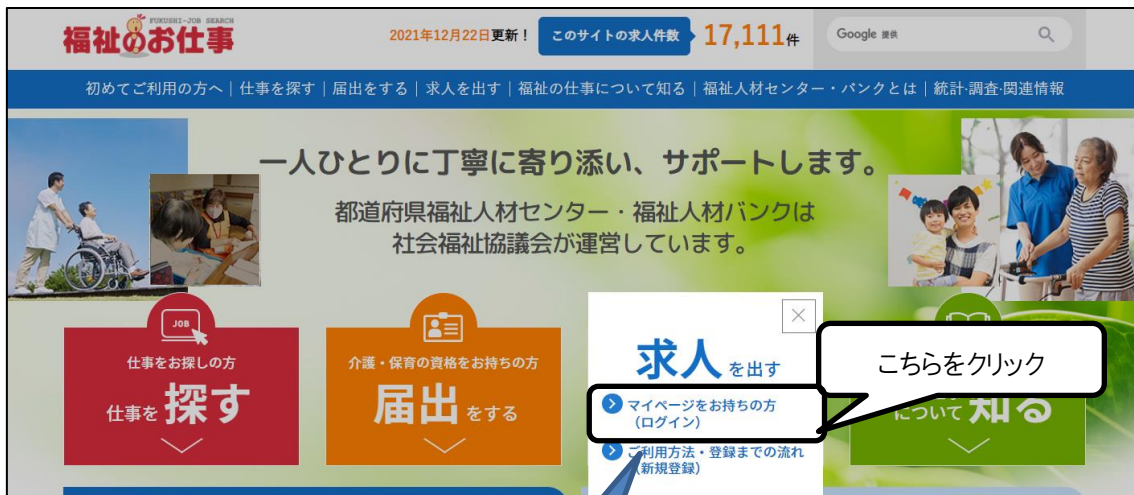 FUKUSHI-JOB SEARCH
福祉のお仕事
2021年12月22日更新！ このサイトの求人件数 17,111件
Google 提供
初めてご利用の方へ | 仕事を探す | 届出をする | 求人を出す | 福祉の仕事について知る | 福祉人材センター・バンクとは | 統計・調査・関連情報
一人ひとりに丁寧に寄り添い、サポートします。
都道府県福祉人材センター・福祉人材バンクは
社会福祉協議会が運営しています。
JOB
仕事をお探しの方
仕事を探す
介護・保育の資格をお持ちの方
届出をする
求人を出す
マイページをお持ちの方
（ログイン）
ご利用方法・登録までの流れ
（新規登録）
こちらをクリック
について知る